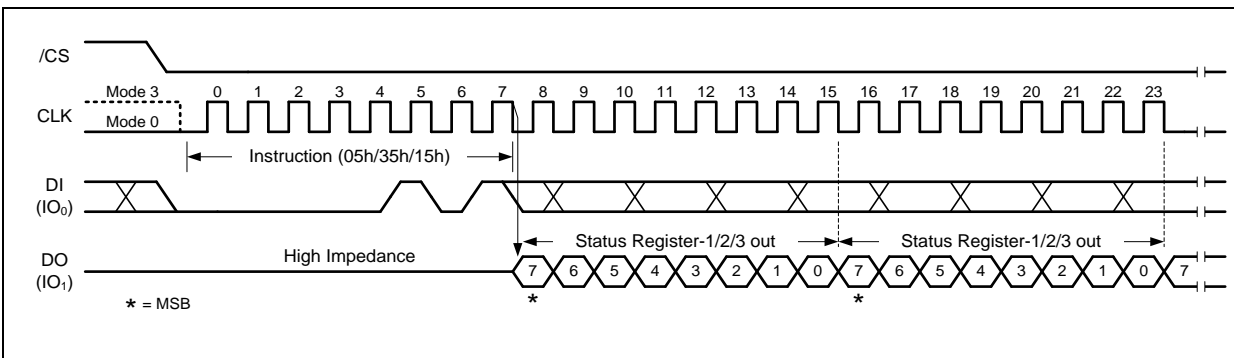 /CS
Mode 3
0 1 2 3 4 5 6 7 8 9 10 11 12 13 14 15 16 17 18 19 20 21 22 23
CLK
Mode 0
Instruction (05h/35h/15h)
DI
(IO₀)
Status Register-1/2/3 out Status Register-1/2/3 out
High Impedance
DO
(IO₁)
7 6 5 4 3 2 1 0 7 6 5 4 3 2 1 0 7
* *
* = MSB